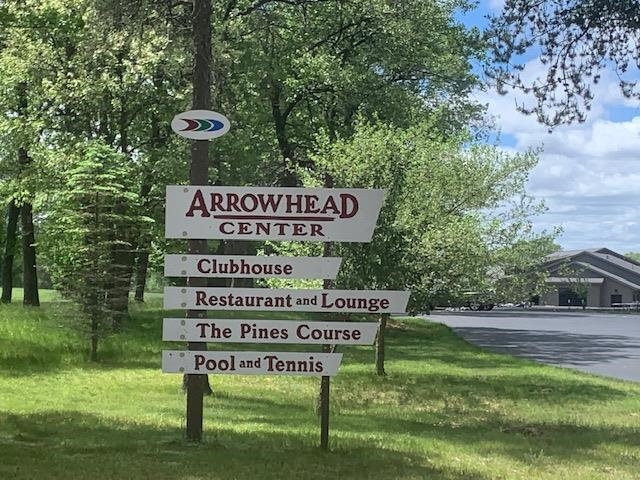 ARROWHEAD
CENTER
Clubhouse
Restaurant and Lounge
The Pines Course
Pool and Tennis